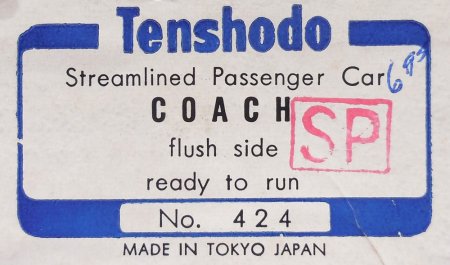 Tenshodo
Streamlined Passenger Car
6.95
COACH
SP
flush side
ready to run
No. 424
MADE IN TOKYO JAPAN